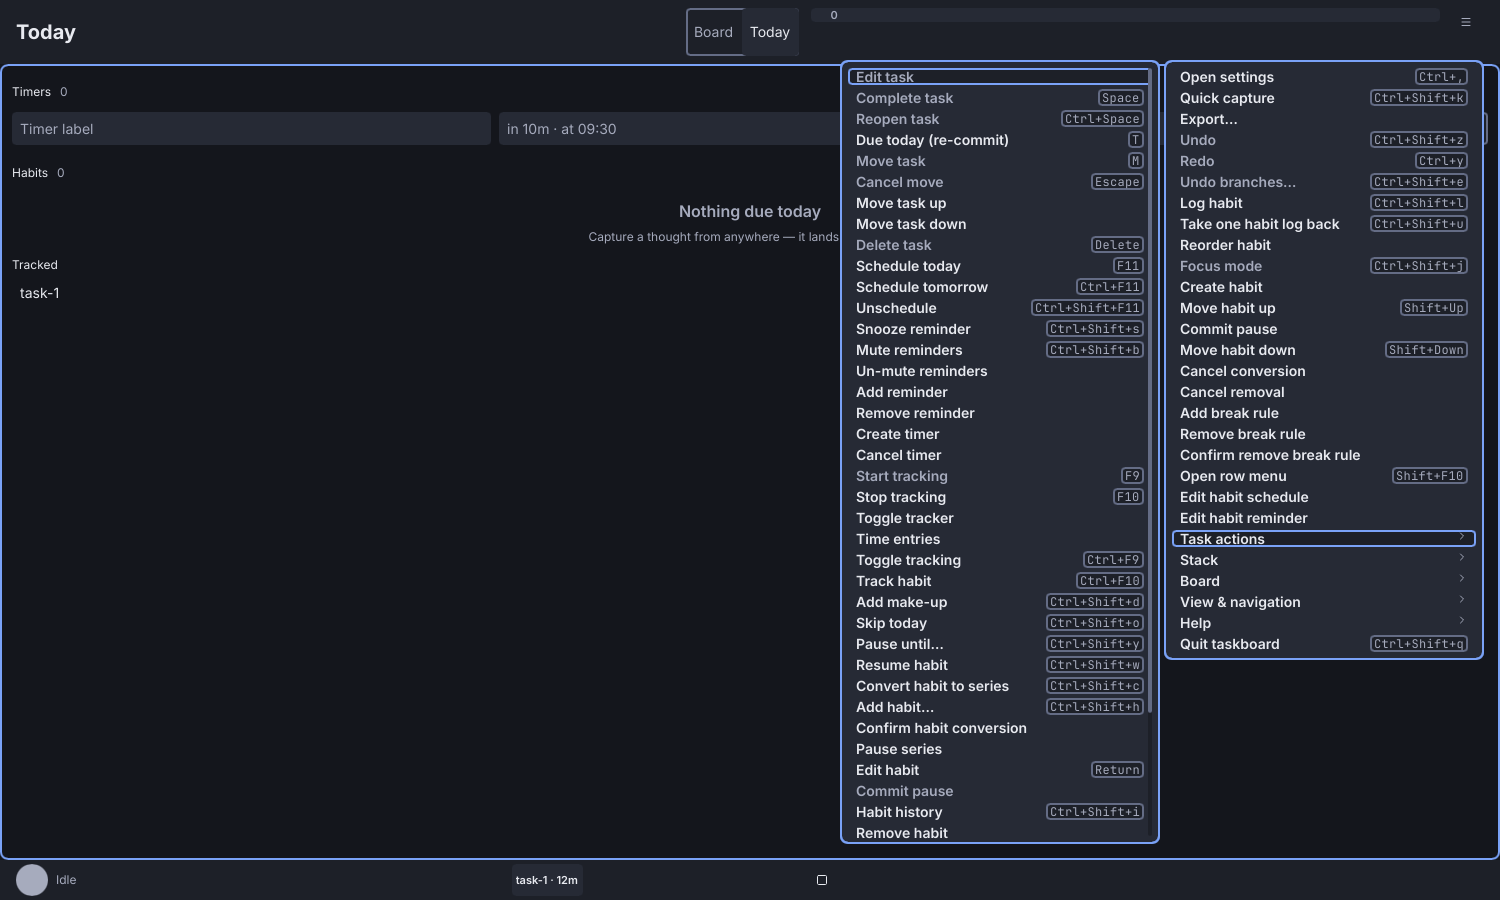 Today
Board
Today
0
Timers 0
Timer label
in 10m · at 09:30
Habits 0
Nothing due today
Capture a thought from anywhere — it lands
Tracked
task-1
Edit task
Complete task Space
Reopen task Ctrl+Space
Due today (re-commit) T
Move task M
Cancel move Escape
Move task up
Move task down
Delete task Delete
Schedule today F11
Schedule tomorrow Ctrl+F11
Unschedule Ctrl+Shift+F11
Snooze reminder Ctrl+Shift+s
Mute reminders Ctrl+Shift+b
Un-mute reminders
Add reminder
Remove reminder
Create timer
Cancel timer
Start tracking F9
Stop tracking F10
Toggle tracker
Time entries
Toggle tracking Ctrl+F9
Track habit Ctrl+F10
Add make-up Ctrl+Shift+d
Skip today Ctrl+Shift+o
Pause until... Ctrl+Shift+y
Resume habit Ctrl+Shift+w
Convert habit to series Ctrl+Shift+c
Add habit... Ctrl+Shift+h
Confirm habit conversion
Pause series
Edit habit Return
Commit pause
Habit history Ctrl+Shift+i
Remove habit
Open settings Ctrl+,
Quick capture Ctrl+Shift+k
Export...
Undo Ctrl+Shift+z
Redo Ctrl+y
Undo branches... Ctrl+Shift+e
Log habit Ctrl+Shift+l
Take one habit log back Ctrl+Shift+u
Reorder habit
Focus mode Ctrl+Shift+j
Create habit
Move habit up Shift+Up
Commit pause
Move habit down Shift+Down
Cancel conversion
Cancel removal
Add break rule
Remove break rule
Confirm remove break rule
Open row menu Shift+F10
Edit habit schedule
Edit habit reminder
Task actions
Stack
Board
View & navigation
Help
Quit taskboard Ctrl+Shift+q
Idle
task-1 · 12m